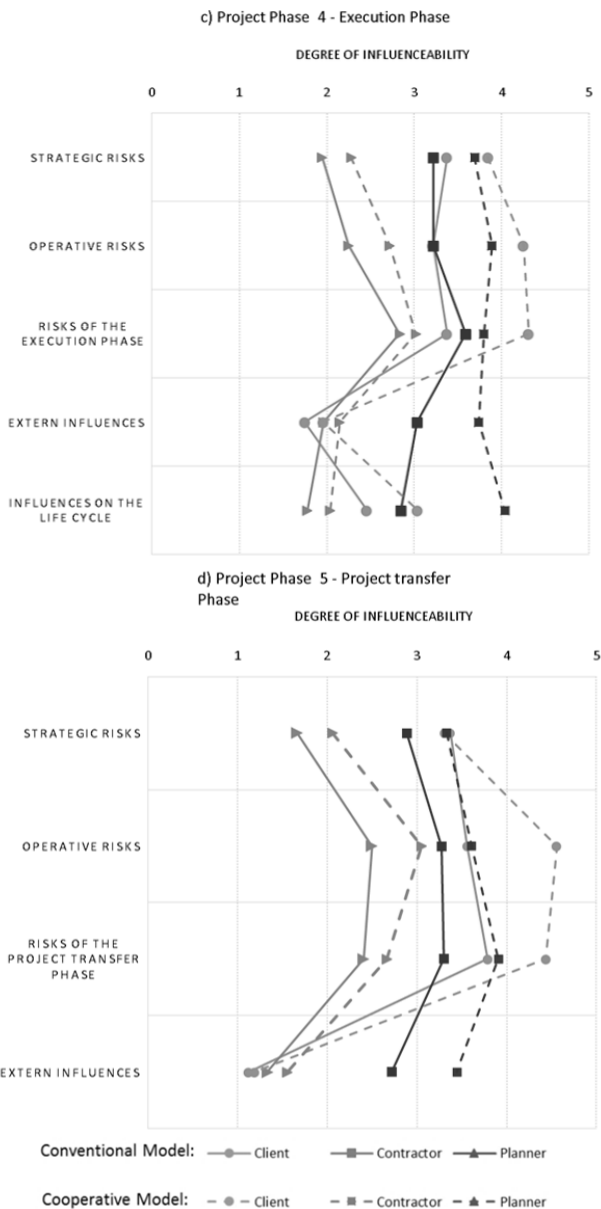 c) Project Phase 4 - Execution Phase
DEGREE OF INFLUENCEABILITY
0 1 2 3 4 5
STRATEGIC RISKS
OPERATIVE RISKS
RISKS OF THE
EXECUTION PHASE
EXTERN INFLUENCES
INFLUENCES ON THE
LIFE CYCLE
d) Project Phase 5 - Project transfer
Phase
DEGREE OF INFLUENCEABILITY
0 1 2 3 4 5
STRATEGIC RISKS
OPERATIVE RISKS
RISKS OF THE
PROJECT TRANSFER
PHASE
EXTERN INFLUENCES
Conventional Model: Client Contractor Planner
Cooperative Model: Client Contractor Planner